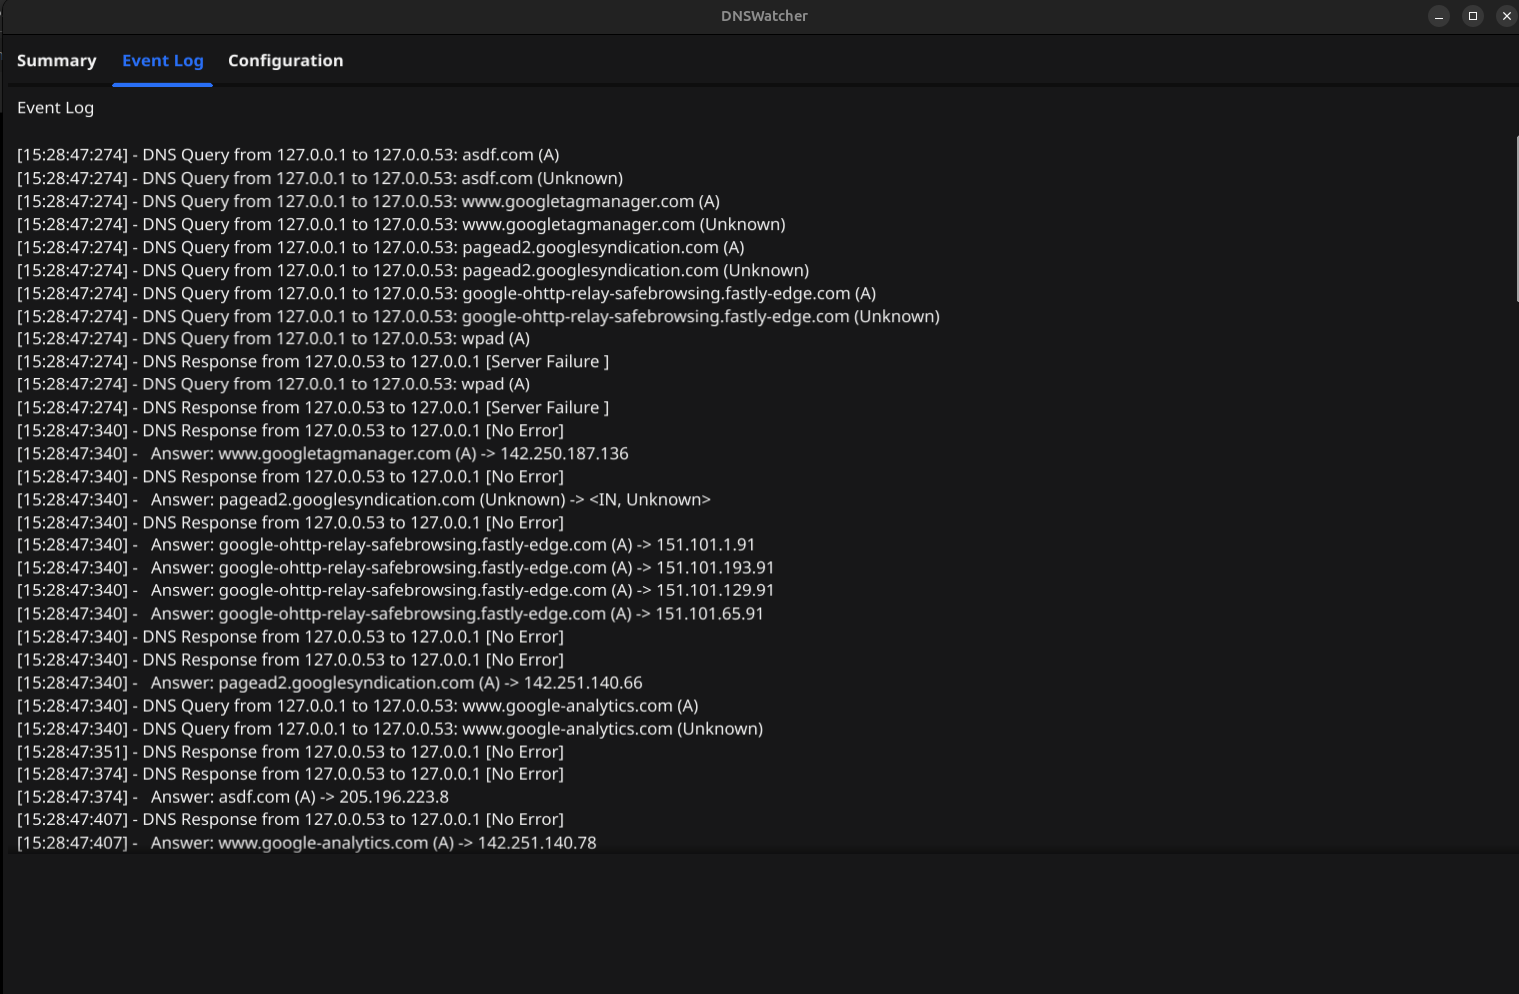 DNSWatcher
Summary Event Log Configuration
Event Log
[15:28:47:274] - DNS Query from 127.0.0.1 to 127.0.0.53: asdf.com (A)
[15:28:47:274] - DNS Query from 127.0.0.1 to 127.0.0.53: asdf.com (Unknown)
[15:28:47:274] - DNS Query from 127.0.0.1 to 127.0.0.53: www.googletagmanager.com (A)
[15:28:47:274] - DNS Query from 127.0.0.1 to 127.0.0.53: www.googletagmanager.com (Unknown)
[15:28:47:274] - DNS Query from 127.0.0.1 to 127.0.0.53: pagead2.googlesyndication.com (A)
[15:28:47:274] - DNS Query from 127.0.0.1 to 127.0.0.53: pagead2.googlesyndication.com (Unknown)
[15:28:47:274] - DNS Query from 127.0.0.1 to 127.0.0.53: google-ohttp-relay-safebrowsing.fastly-edge.com (A)
[15:28:47:274] - DNS Query from 127.0.0.1 to 127.0.0.53: google-ohttp-relay-safebrowsing.fastly-edge.com (Unknown)
[15:28:47:274] - DNS Query from 127.0.0.1 to 127.0.0.53: wpad (A)
[15:28:47:274] - DNS Response from 127.0.0.53 to 127.0.0.1 [Server Failure ]
[15:28:47:274] - DNS Query from 127.0.0.1 to 127.0.0.53: wpad (A)
[15:28:47:274] - DNS Response from 127.0.0.53 to 127.0.0.1 [Server Failure ]
[15:28:47:340] - DNS Response from 127.0.0.53 to 127.0.0.1 [No Error]
[15:28:47:340] -   Answer: www.googletagmanager.com (A) -> 142.250.187.136
[15:28:47:340] - DNS Response from 127.0.0.53 to 127.0.0.1 [No Error]
[15:28:47:340] -   Answer: pagead2.googlesyndication.com (Unknown) -> <IN, Unknown>
[15:28:47:340] - DNS Response from 127.0.0.53 to 127.0.0.1 [No Error]
[15:28:47:340] -   Answer: google-ohttp-relay-safebrowsing.fastly-edge.com (A) -> 151.101.1.91
[15:28:47:340] -   Answer: google-ohttp-relay-safebrowsing.fastly-edge.com (A) -> 151.101.193.91
[15:28:47:340] -   Answer: google-ohttp-relay-safebrowsing.fastly-edge.com (A) -> 151.101.129.91
[15:28:47:340] -   Answer: google-ohttp-relay-safebrowsing.fastly-edge.com (A) -> 151.101.65.91
[15:28:47:340] - DNS Response from 127.0.0.53 to 127.0.0.1 [No Error]
[15:28:47:340] - DNS Response from 127.0.0.53 to 127.0.0.1 [No Error]
[15:28:47:340] -   Answer: pagead2.googlesyndication.com (A) -> 142.251.140.66
[15:28:47:340] - DNS Query from 127.0.0.1 to 127.0.0.53: www.google-analytics.com (A)
[15:28:47:340] - DNS Query from 127.0.0.1 to 127.0.0.53: www.google-analytics.com (Unknown)
[15:28:47:351] - DNS Response from 127.0.0.53 to 127.0.0.1 [No Error]
[15:28:47:374] - DNS Response from 127.0.0.53 to 127.0.0.1 [No Error]
[15:28:47:374] -   Answer: asdf.com (A) -> 205.196.223.8
[15:28:47:407] - DNS Response from 127.0.0.53 to 127.0.0.1 [No Error]
[15:28:47:407] -   Answer: www.google-analytics.com (A) -> 142.251.140.78